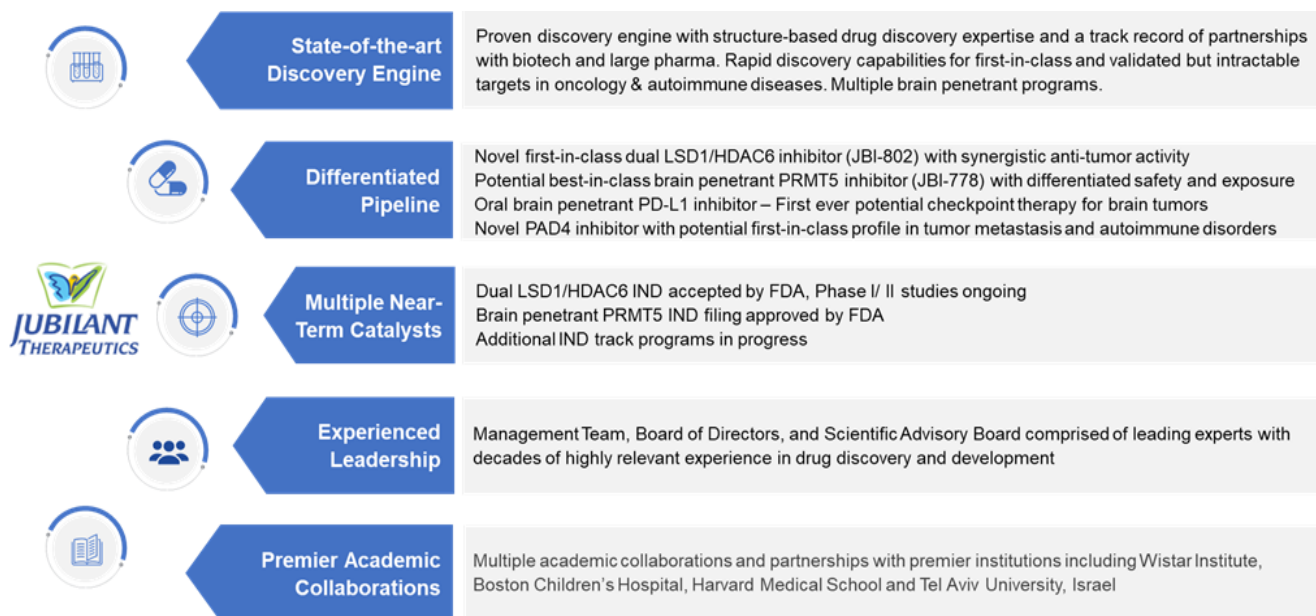 State-of-the-art
Discovery Engine
Proven discovery engine with structure-based drug discovery expertise and a track record of partnerships
with biotech and large pharma. Rapid discovery capabilities for first-in-class and validated but intractable
targets in oncology & autoimmune diseases. Multiple brain penetrant programs.
Differentiated
Pipeline
Novel first-in-class dual LSD1/HDAC6 inhibitor (JBI-802) with synergistic anti-tumor activity
Potential best-in-class brain penetrant PRMT5 inhibitor (JBI-778) with differentiated safety and exposure
Oral brain penetrant PD-L1 inhibitor – First ever potential checkpoint therapy for brain tumors
Novel PAD4 inhibitor with potential first-in-class profile in tumor metastasis and autoimmune disorders
JUBILANT
THERAPEUTICS
Multiple Near-
Term Catalysts
Dual LSD1/HDAC6 IND accepted by FDA, Phase I/ II studies ongoing
Brain penetrant PRMT5 IND filing approved by FDA
Additional IND track programs in progress
Experienced
Leadership
Management Team, Board of Directors, and Scientific Advisory Board comprised of leading experts with
decades of highly relevant experience in drug discovery and development
Premier Academic
Collaborations
Multiple academic collaborations and partnerships with premier institutions including Wistar Institute,
Boston Children's Hospital, Harvard Medical School and Tel Aviv University, Israel